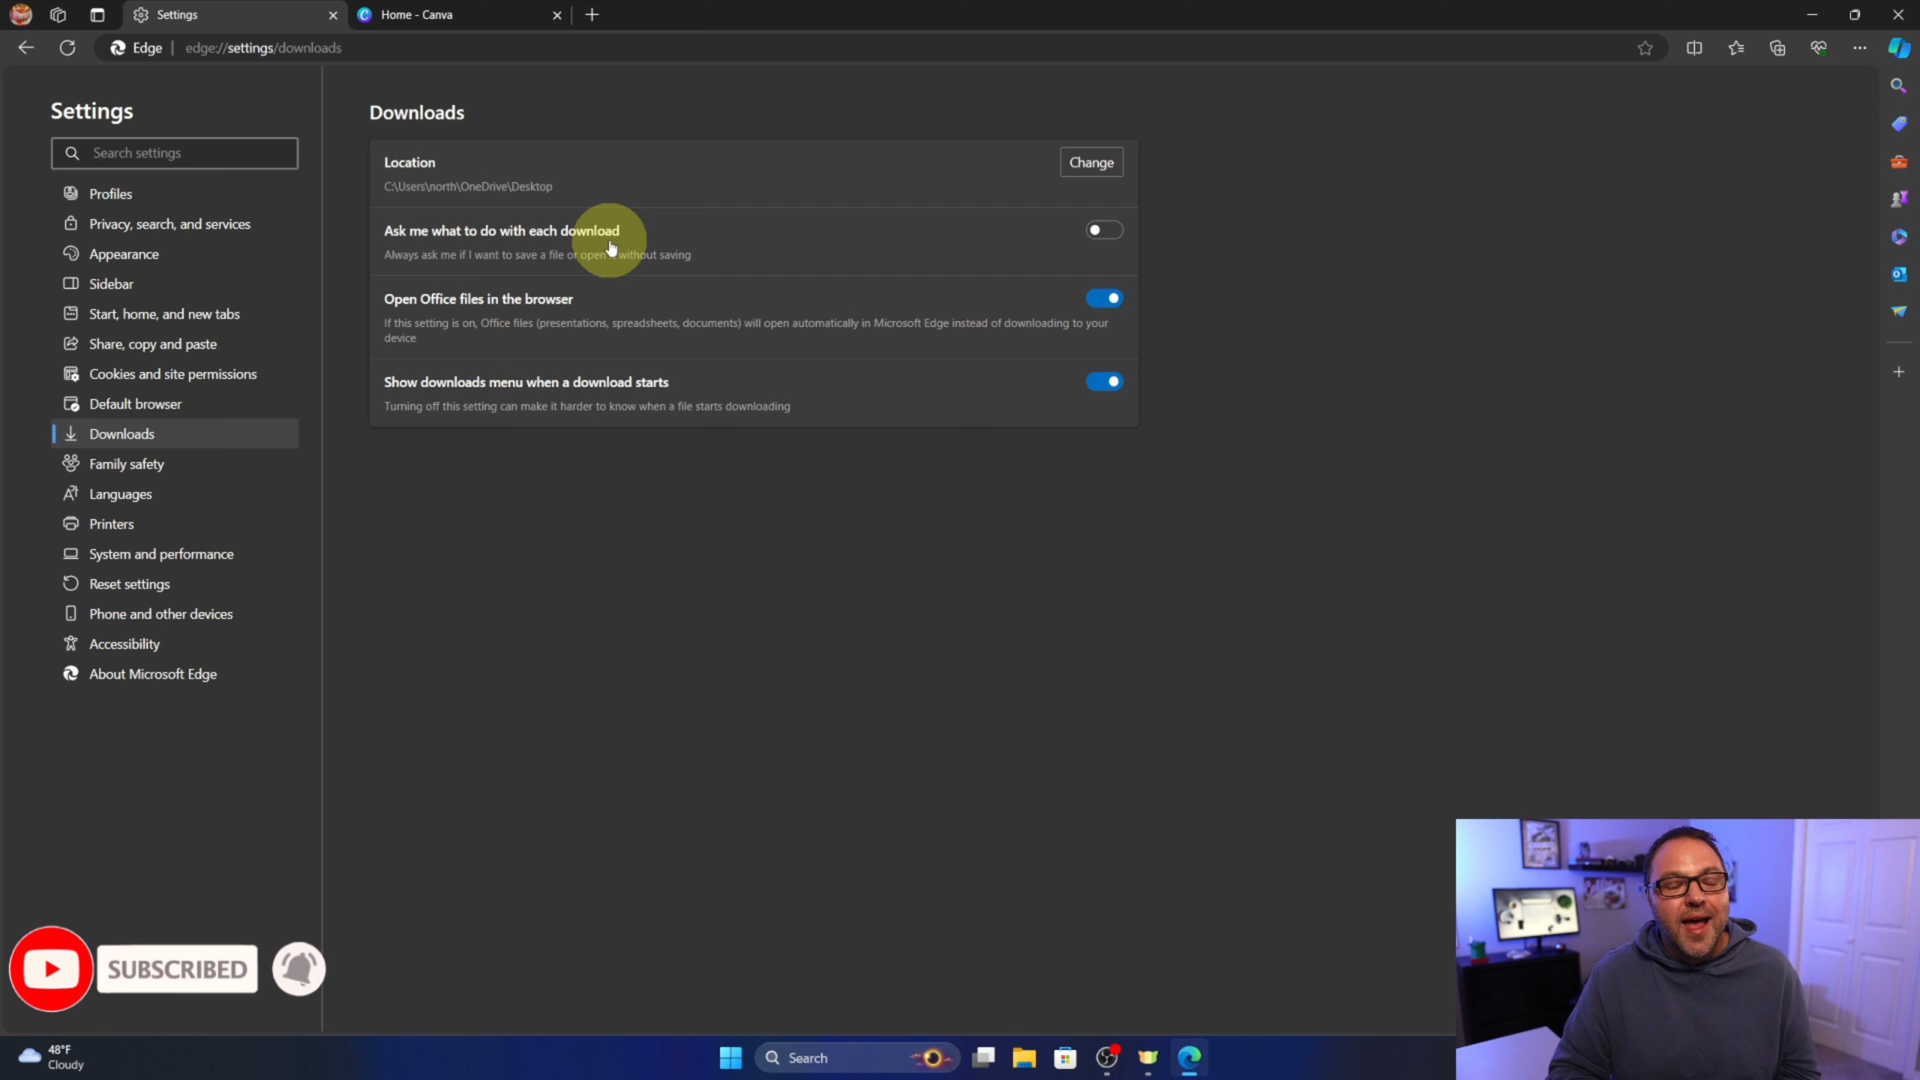 Settings
Home - Canva
Edge
edge://settings/downloads
Settings
Search settings
Profiles
Privacy, search, and services
Appearance
Sidebar
Start, home, and new tabs
Share, copy and paste
Cookies and site permissions
Default browser
Downloads
Family safety
Languages
Printers
System and performance
Reset settings
Phone and other devices
Accessibility
About Microsoft Edge
Downloads
Location
Change
C:\Users\north\OneDrive\Desktop
Ask me what to do with each download
Always ask me if I want to save a file or open it without saving
Open Office files in the browser
If this setting is on, Office files (presentations, spreadsheets, documents) will open automatically in Microsoft Edge instead of downloading to your
device
Show downloads menu when a download starts
Turning off this setting can make it harder to know when a file starts downloading
SUBSCRIBED
48°F
Cloudy
Search